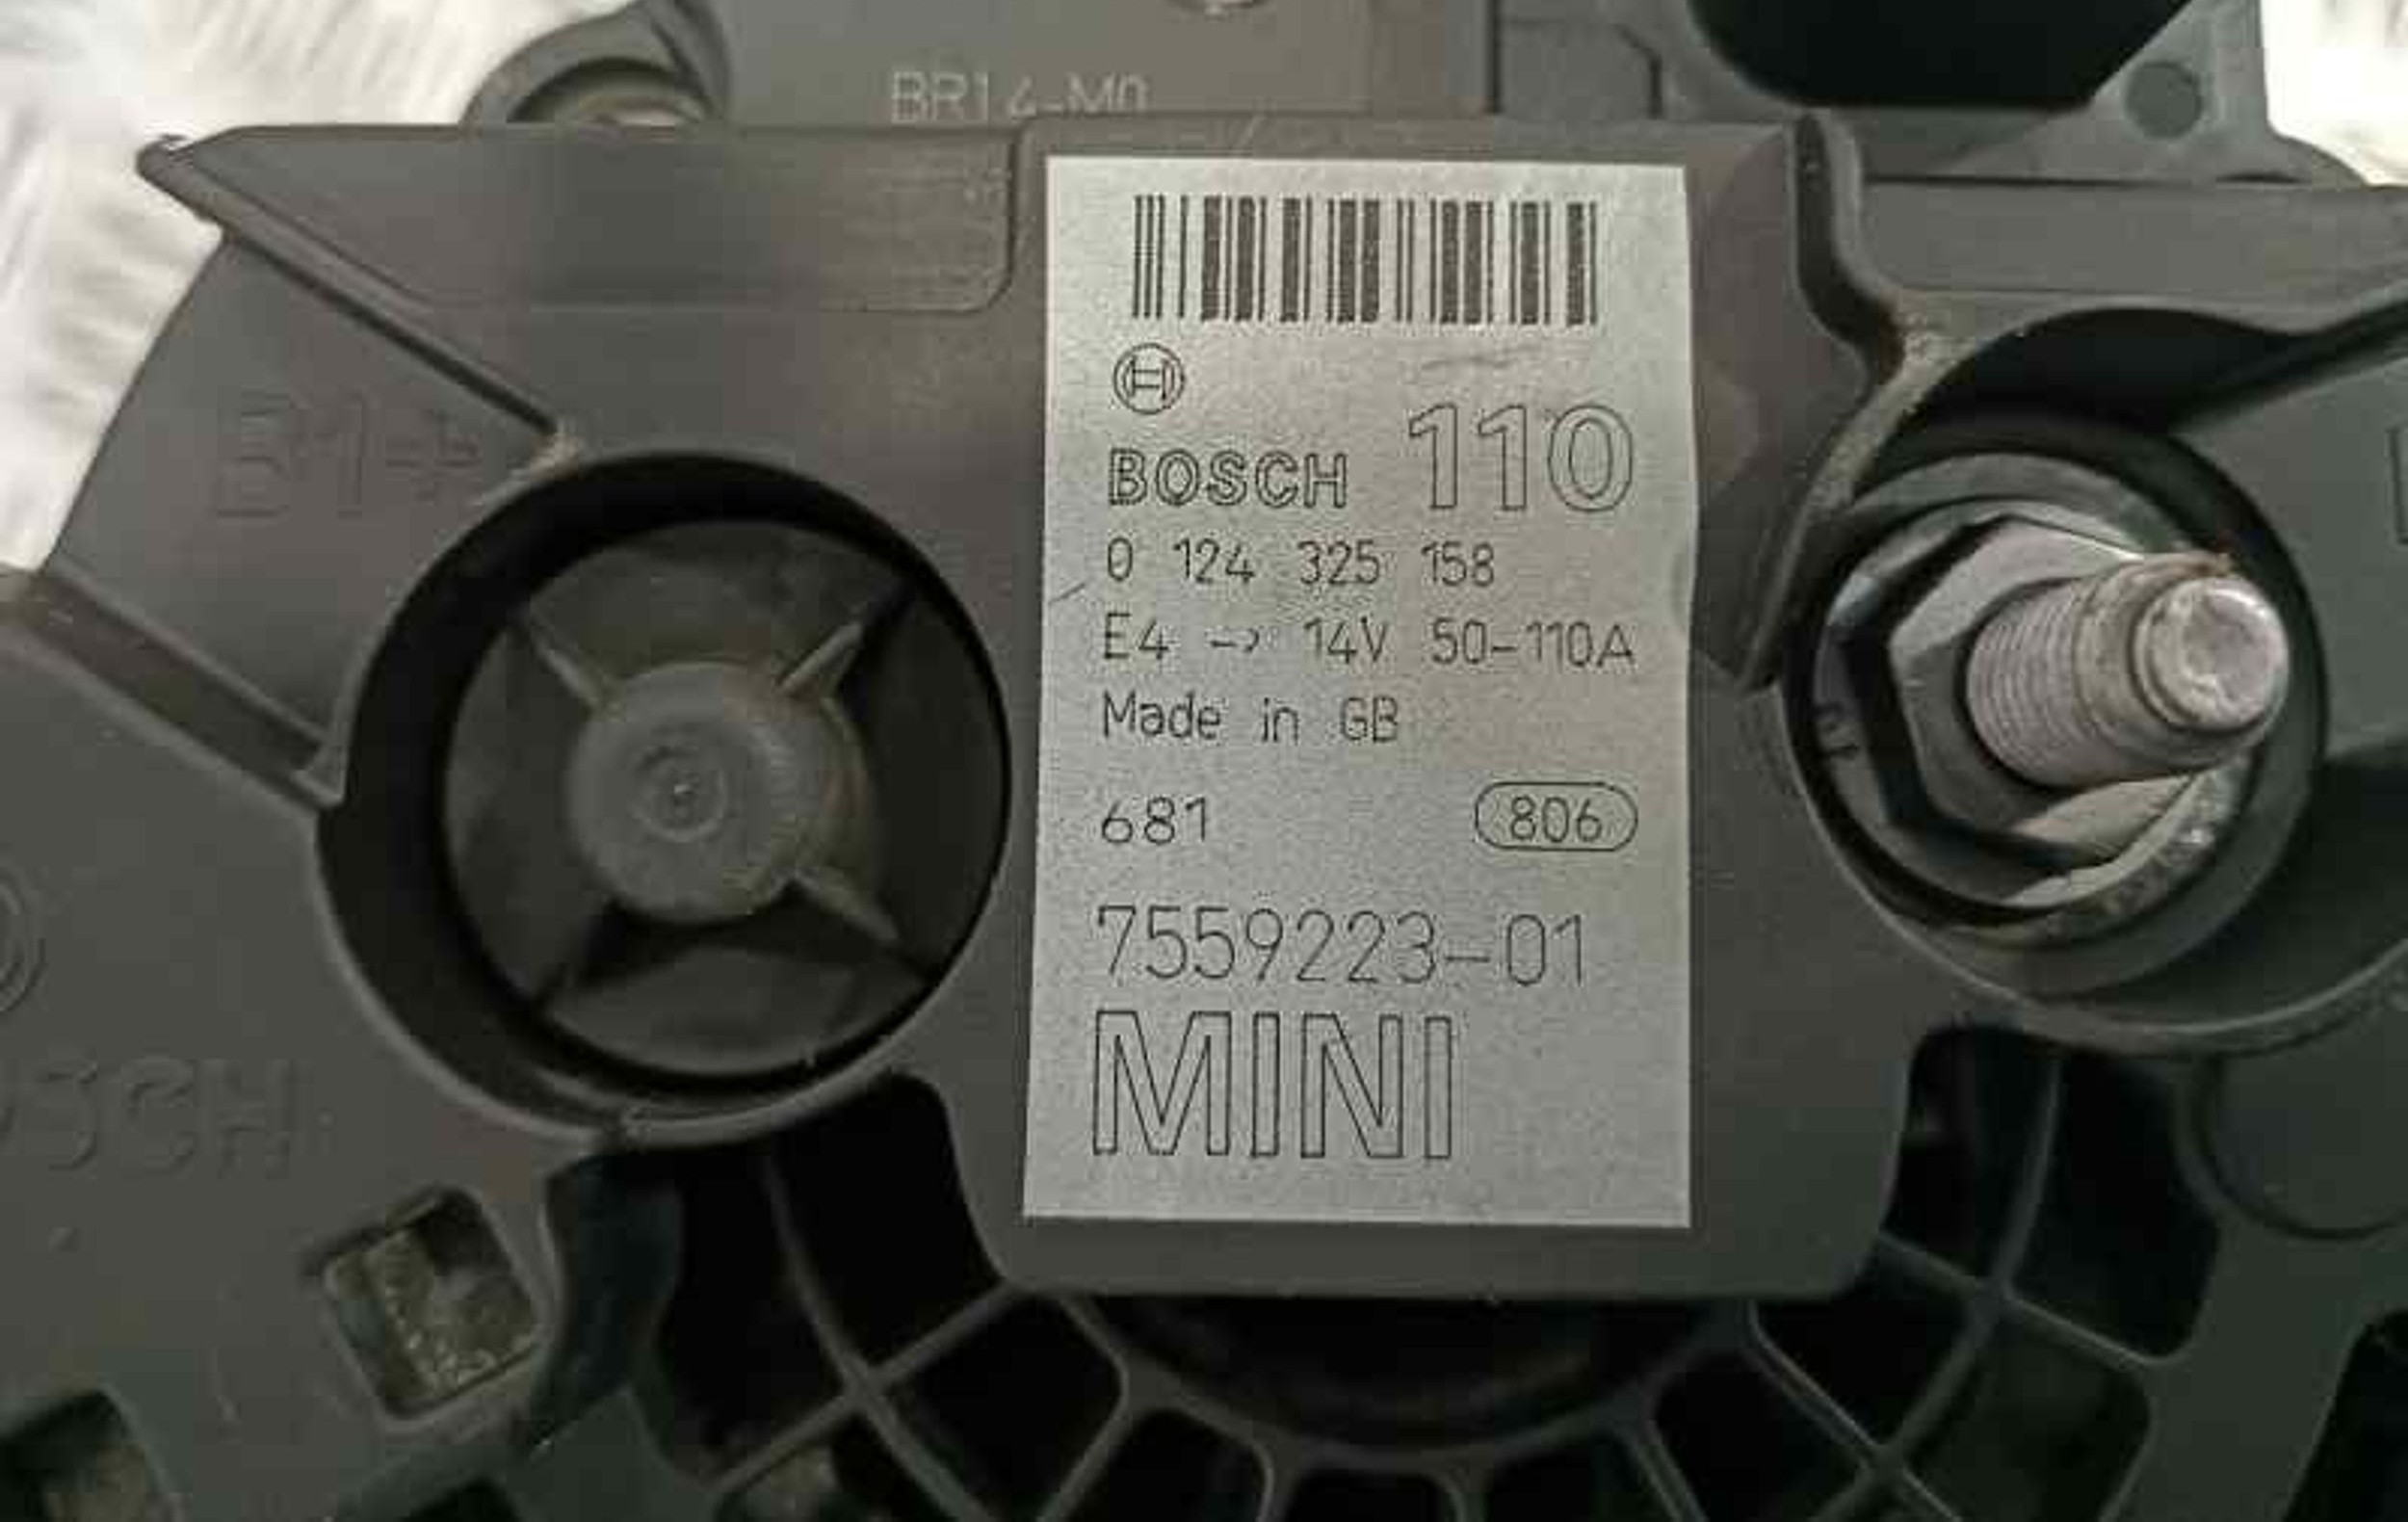 BR14-M0
B1+
BOSCH 110
0 124 325 158
E4 -> 14V 50-110A
Made in GB
681 806
7559223-01
MINI